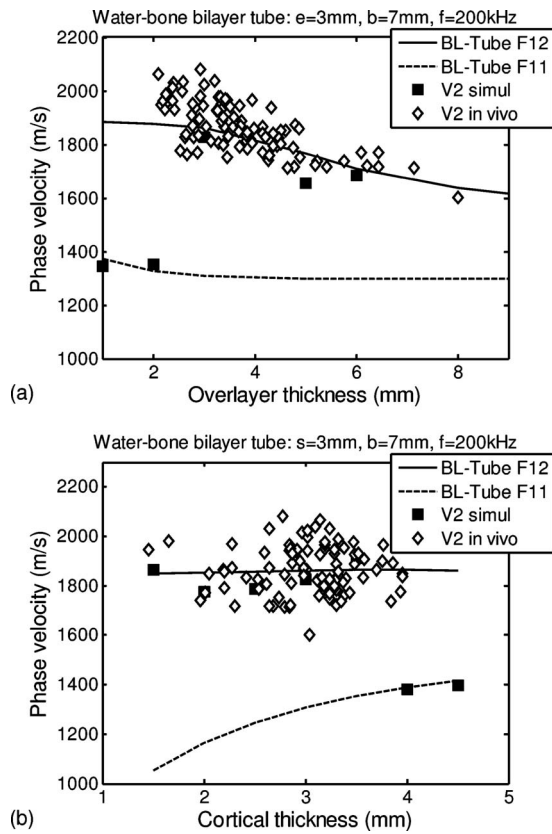 Water-bone bilayer tube: e=3mm, b=7mm, f=200kHz
BL-Tube F12
BL-Tube F11
V2 simul
V2 in vivo
Phase velocity (m/s)
2200
2000
1800
1600
1400
1200
1000
2 4 6 8
Overlayer thickness (mm)
(a)
Water-bone bilayer tube: s=3mm, b=7mm, f=200kHz
BL-Tube F12
BL-Tube F11
V2 simul
V2 in vivo
Phase velocity (m/s)
2200
2000
1800
1600
1400
1200
1000
1 2 3 4 5
Cortical thickness (mm)
(b)